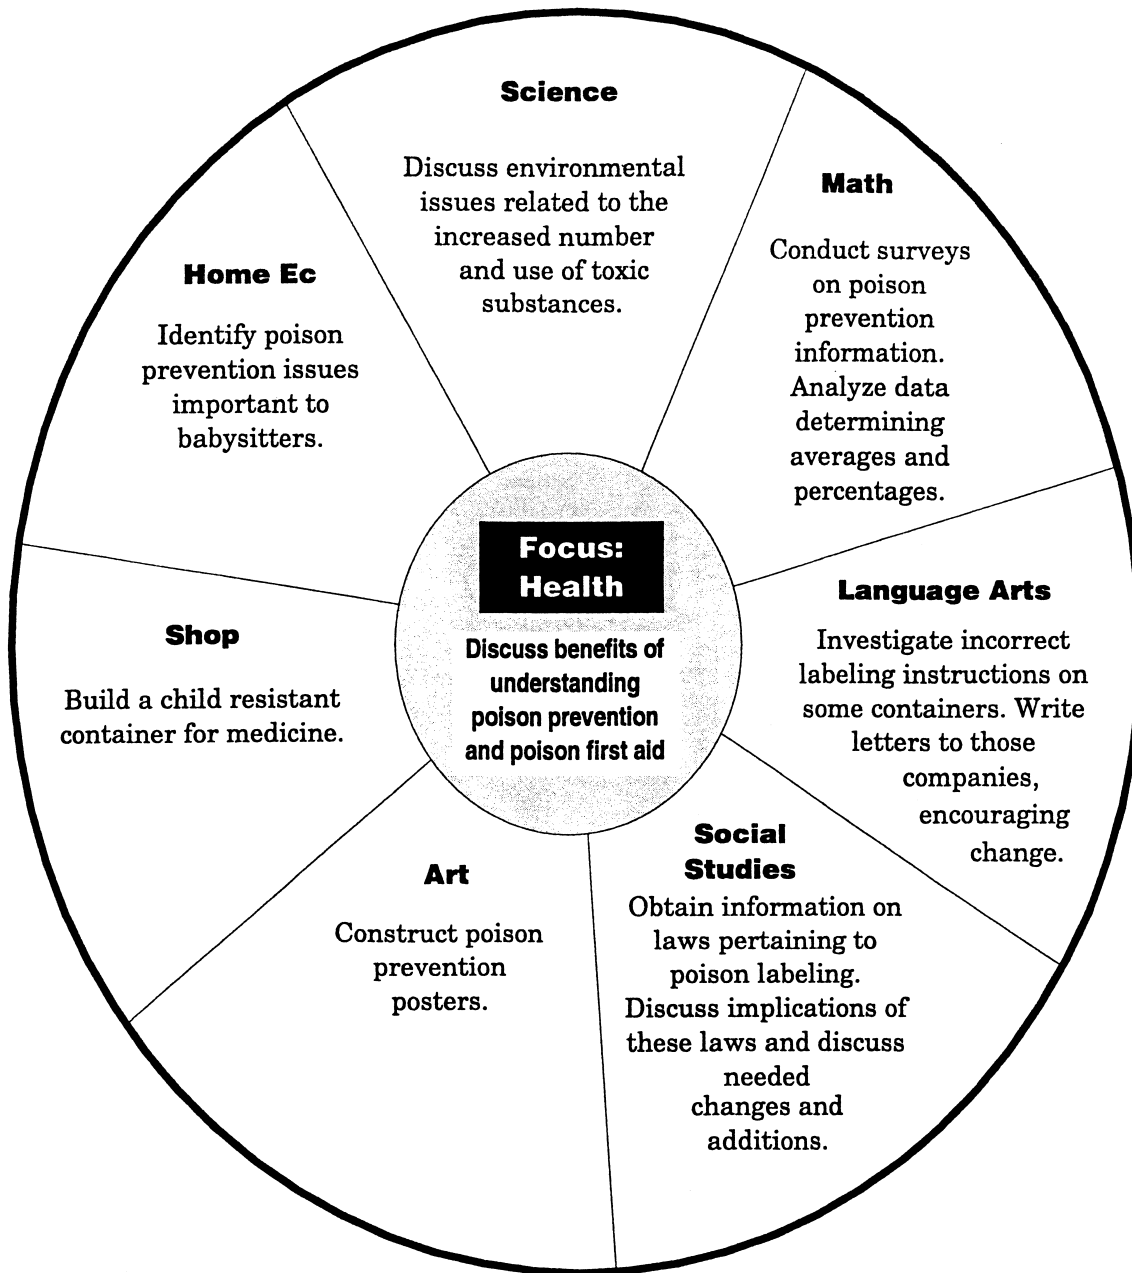 Science
Discuss environmental
issues related to the
increased number
and use of toxic
substances.
Math
Conduct surveys
on poison
prevention
information.
Analyze data
determining
averages and
percentages.
Language Arts
Investigate incorrect
labeling instructions on
some containers. Write
letters to those
companies,
encouraging
change.
Social
Studies
Obtain information on
laws pertaining to
poison labeling.
Discuss implications of
these laws and discuss
needed
changes and
additions.
Art
Construct poison
prevention
posters.
Shop
Build a child resistant
container for medicine.
Home Ec
Identify poison
prevention issues
important to
babysitters.
Focus:
Health
Discuss benefits of
understanding
poison prevention
and poison first aid